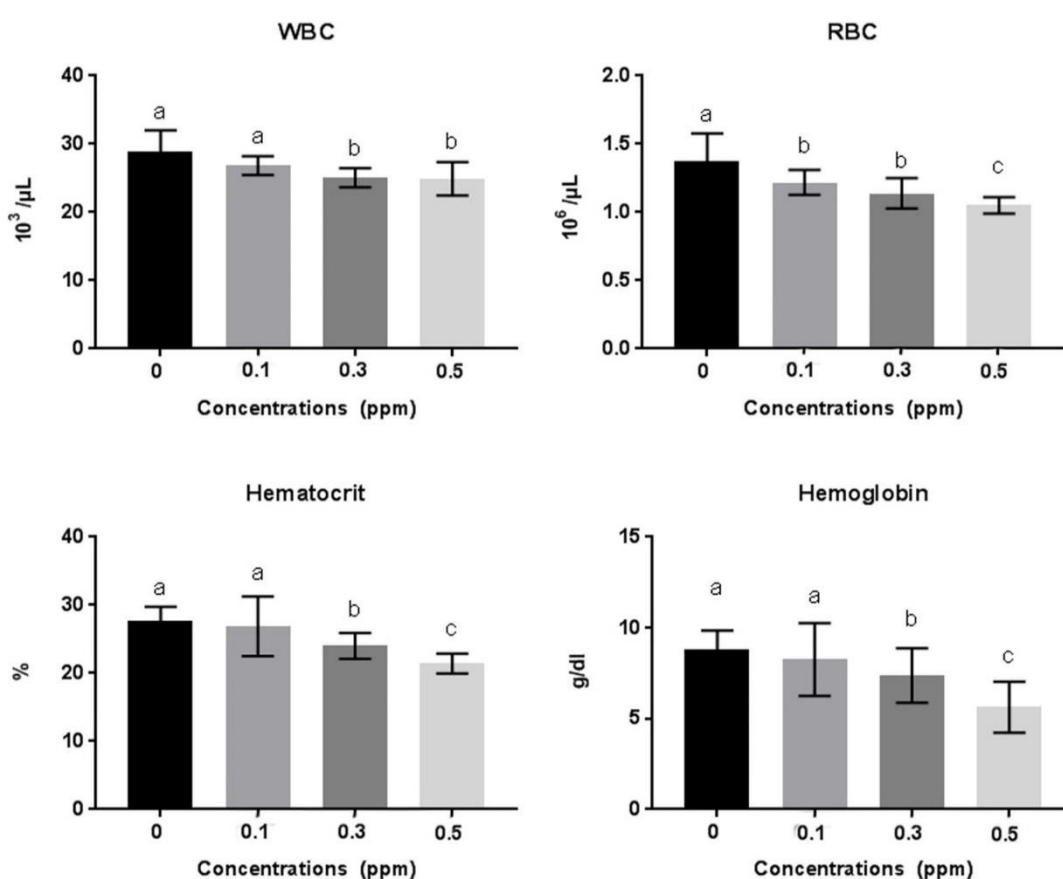 WBC
40
30
20
10
0
10³ /µL
a
a
b
b
0
0.1
0.3
0.5
Concentrations (ppm)
RBC
2.0
1.5
1.0
0.5
0.0
10⁶ /µL
a
b
b
c
0
0.1
0.3
0.5
Concentrations (ppm)
Hematocrit
40
30
20
10
0
%
a
a
b
c
0
0.1
0.3
0.5
Concentrations (ppm)
Hemoglobin
15
10
5
0
g/dl
a
a
b
c
0
0.1
0.3
0.5
Concentrations (ppm)